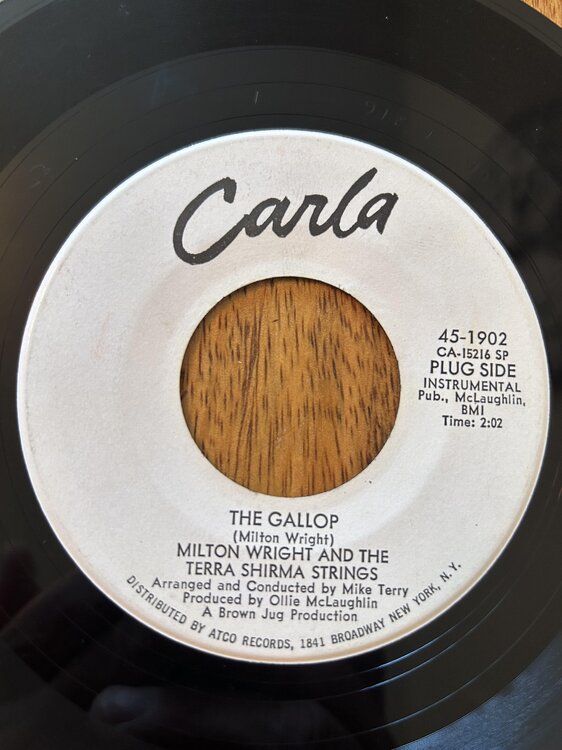 Carla
45-1902
CA-15216 SP
PLUG SIDE
INSTRUMENTAL
Pub., McLaughlin,
BMI
Time: 2:02
THE GALLOP
(Milton Wright)
MILTON WRIGHT AND THE
TERRA SHIRMA STRINGS
Arranged and Conducted by Mike Terry
Produced by Ollie McLaughlin
A Brown Jug Production
DISTRIBUTED BY ATCO RECORDS, 1841 BROADWAY NEW YORK, N. Y.